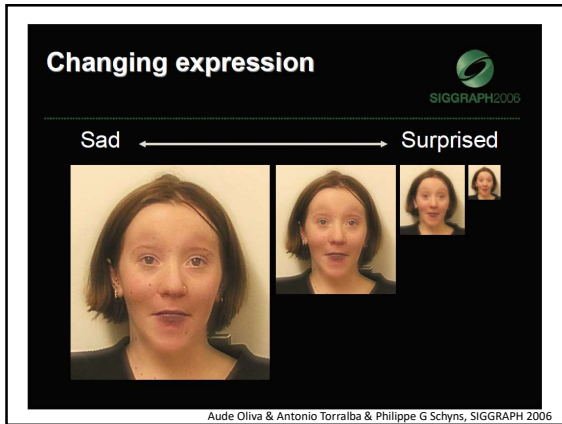 Changing expression
SIGGRAPH2006
Sad
Surprised
Aude Oliva & Antonio Torralba & Philippe G Schyns, SIGGRAPH 2006